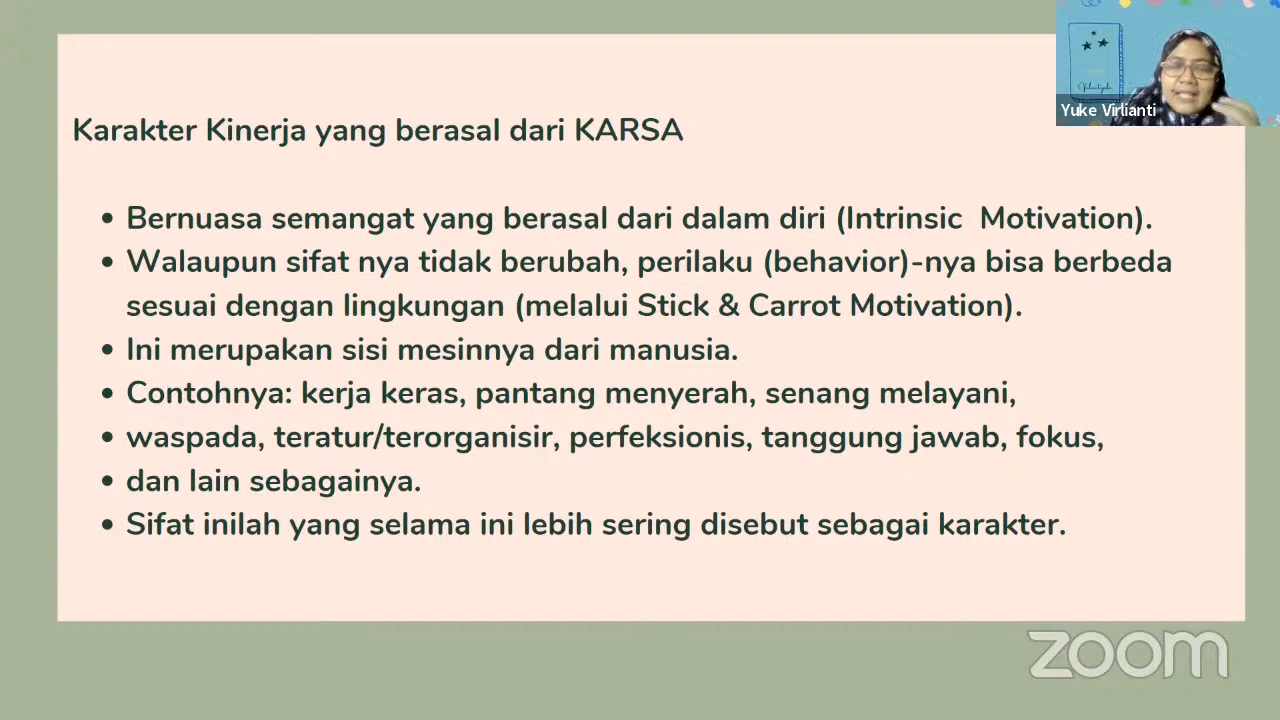 Karakter Kinerja yang berasal dari KARSA
• Bernuasa semangat yang berasal dari dalam diri (Intrinsic Motivation).
• Walaupun sifat nya tidak berubah, perilaku (behavior)-nya bisa berbeda
sesuai dengan lingkungan (melalui Stick & Carrot Motivation).
• Ini merupakan sisi mesinnya dari manusia.
• Contohnya: kerja keras, pantang menyerah, senang melayani,
• waspada, teratur/terorganisir, perfeksionis, tanggung jawab, fokus,
• dan lain sebagainya.
• Sifat inilah yang selama ini lebih sering disebut sebagai karakter.
Yuke Virlianti
zoom